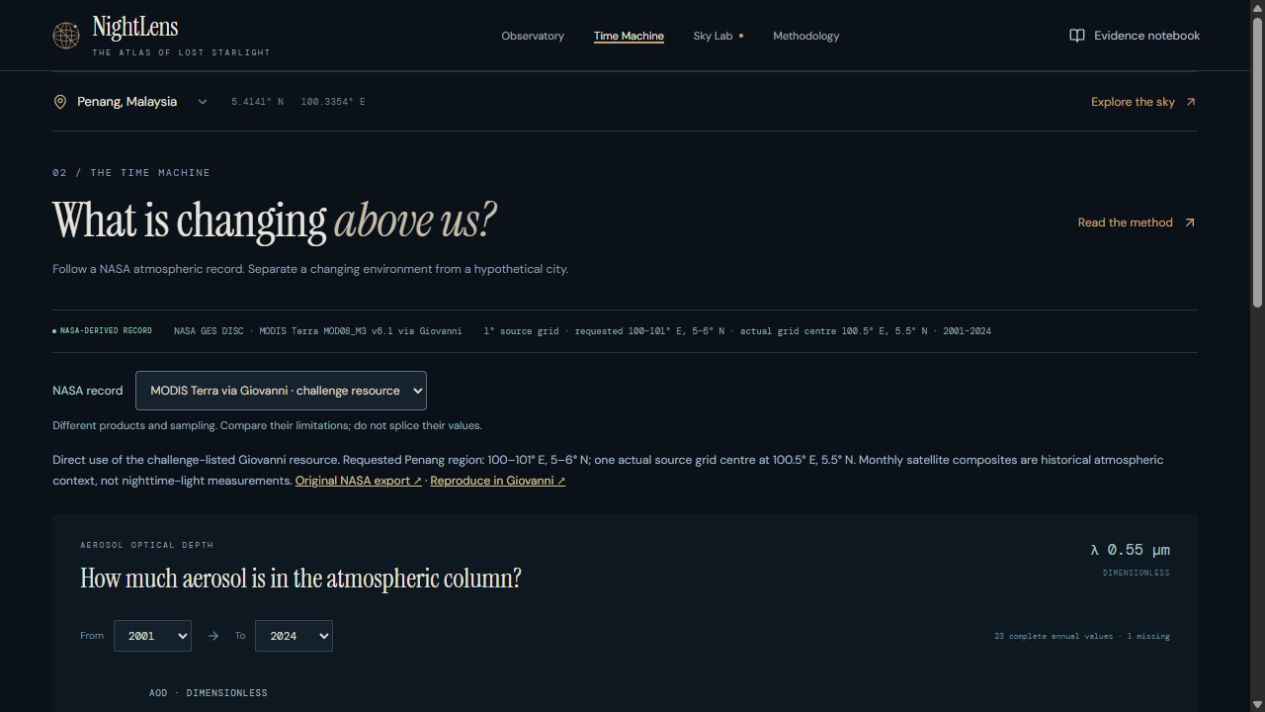 NightLens
THE ATLAS OF LOST STARLIGHT
Observatory
Time Machine
Sky Lab
Methodology
Evidence notebook
Penang, Malaysia
5.4141° N 100.3354° E
Explore the sky ↗
02 / THE TIME MACHINE
What is changing above us?
Read the method ↗
Follow a NASA atmospheric record. Separate a changing environment from a hypothetical city.
NASA-DERIVED RECORD
NASA GES DISC · MODIS Terra MOD08_M3 v6.1 via Giovanni
1° source grid · requested 100–101° E, 5–6° N · actual grid centre 100.5° E, 5.5° N · 2001–2024
NASA record
MODIS Terra via Giovanni · challenge resource
Different products and sampling. Compare their limitations; do not splice their values.
Direct use of the challenge-listed Giovanni resource. Requested Penang region: 100–101° E, 5–6° N; one actual source grid centre at 100.5° E, 5.5° N. Monthly satellite composites are historical atmospheric
context, not nighttime-light measurements. Original NASA export ↗ · Reproduce in Giovanni ↗
AEROSOL OPTICAL DEPTH
λ 0.55 μm
How much aerosol is in the atmospheric column?
DIMENSIONLESS
From 2001 → To 2024
23 complete annual values · 1 missing
AOD · DIMENSIONLESS